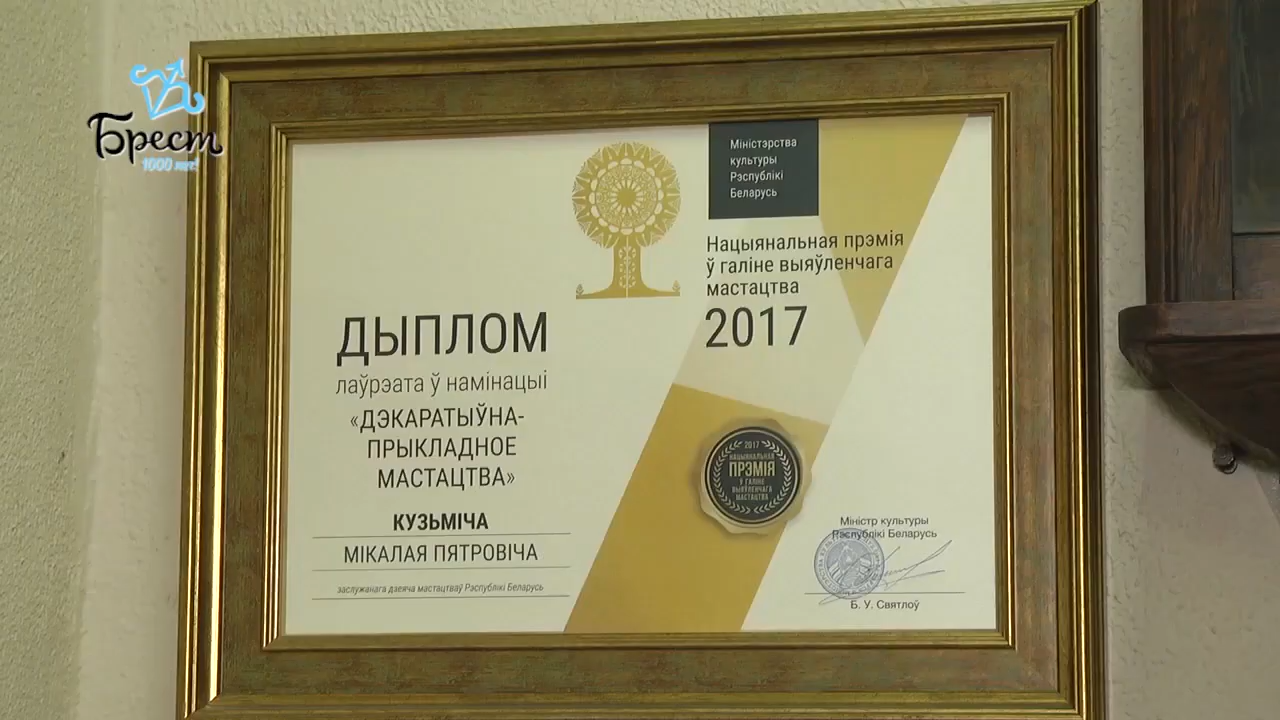 Брест
1000 лет!
Міністэрства
культуры
Рэспублікі
Беларусь
Нацыянальная прэмія
ў галіне выяўленчага
мастацтва
2017
ДЫПЛОМ
лаўрэата ў намінацыі
«ДЭКАРАТЫЎНА-
ПРЫКЛАДНОЕ
МАСТАЦТВА»
КУЗЬМІЧА
МІКАЛАЯ ПЯТРОВІЧА
заслужанага дзеяча мастацтваў Рэспублікі Беларусь
2017
НАЦЫЯНАЛЬНАЯ
ПРЭМІЯ
Ў ГАЛІНЕ
ВЫЯЎЛЕНЧАГА
МАСТАЦТВА
Міністр культуры
Рэспублікі Беларусь
Б. У. Святлоў